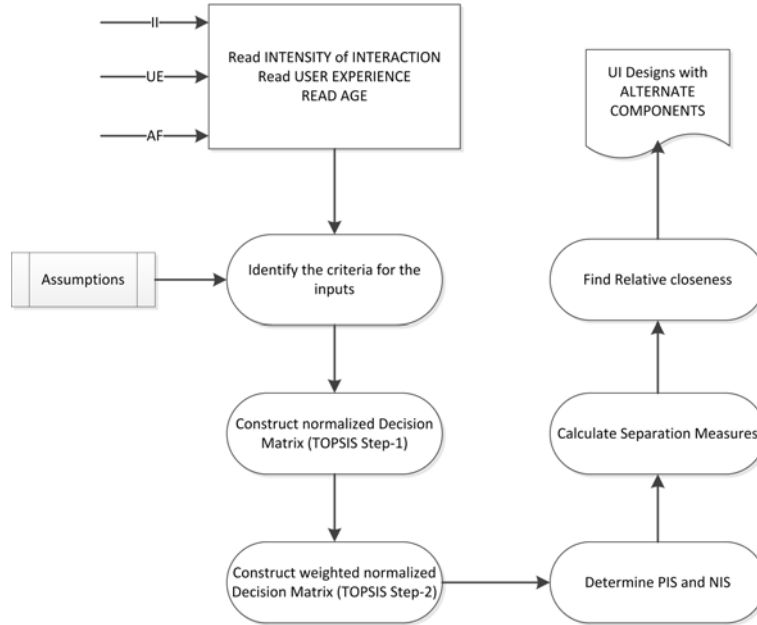 II
UE
AF
Read INTENSITY of INTERACTION
Read USER EXPERIENCE
READ AGE
Assumptions
Identify the criteria for the
inputs
Construct normalized Decision
Matrix (TOPSIS Step-1)
Construct weighted normalized
Decision Matrix (TOPSIS Step-2)
Determine PIS and NIS
Calculate Separation Measures
Find Relative closeness
UI Designs with
ALTERNATE
COMPONENTS